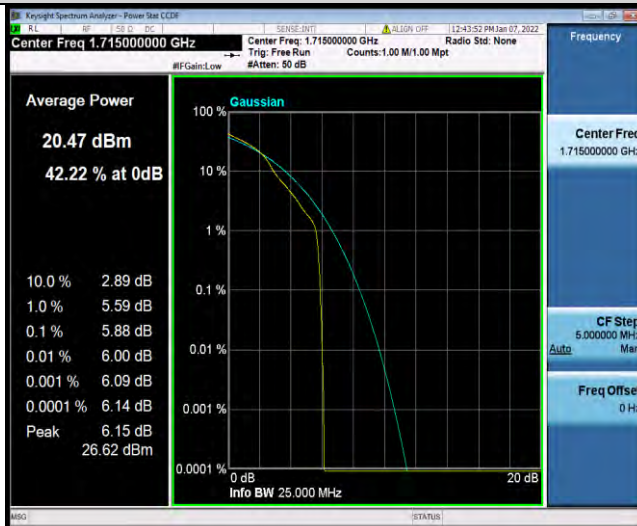 Keysight Spectrum Analyzer - Power Stat CCDF
RL RF 50 Ω DC SENSE:INT ALIGN OFF 12:43:52 PM Jan 07, 2022
Center Freq 1.715000000 GHz
Center Freq: 1.715000000 GHz Radio Std: None
Trig: Free Run Counts:1.00 M/1.00 Mpt
#IFGain:Low #Atten: 50 dB
Frequency
Average Power
20.47 dBm
42.22 % at 0dB
10.0 % 2.89 dB
1.0 % 5.59 dB
0.1 % 5.88 dB
0.01 % 6.00 dB
0.001 % 6.09 dB
0.0001 % 6.14 dB
Peak 6.15 dB
26.62 dBm
Gaussian
100 %
10 %
1 %
0.1 %
0.01 %
0.001 %
0.0001 %
0 dB 20 dB
Info BW 25.000 MHz
Center Freq
1.715000000 GHz
CF Step
5.000000 MHz
Auto Man
Freq Offset
0 Hz
MSG STATUS